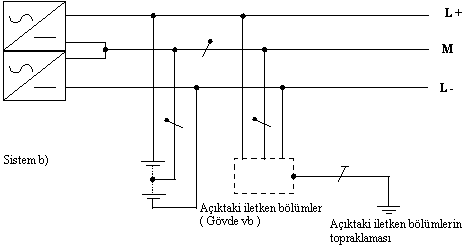 L +
M
L -
Sistem b)
Açıktaki iletken bölümler
( Gövde vb )
Açıktaki iletken bölümlerin
topraklaması